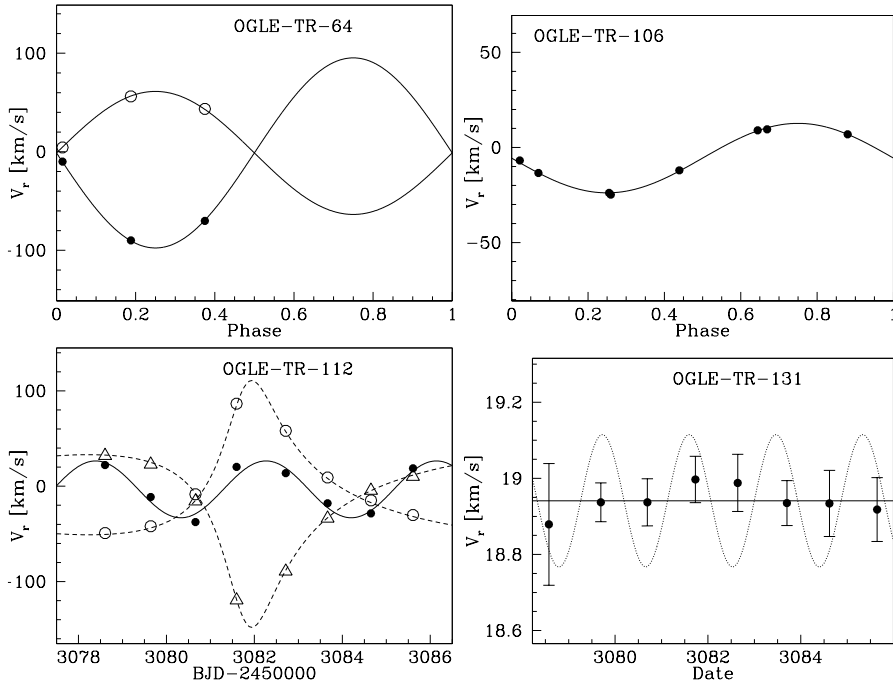 OGLE-TR-64
V_r [km/s]
100
0
-100
0
0.2
0.4
0.6
0.8
1
Phase
OGLE-TR-106
V_r [km/s]
50
0
-50
0
0.2
0.4
0.6
0.8
1
Phase
OGLE-TR-112
V_r [km/s]
100
0
-100
3078
3080
3082
3084
3086
BJD-2450000
OGLE-TR-131
V_r [km/s]
19.2
19
18.8
18.6
3080
3082
3084
Date